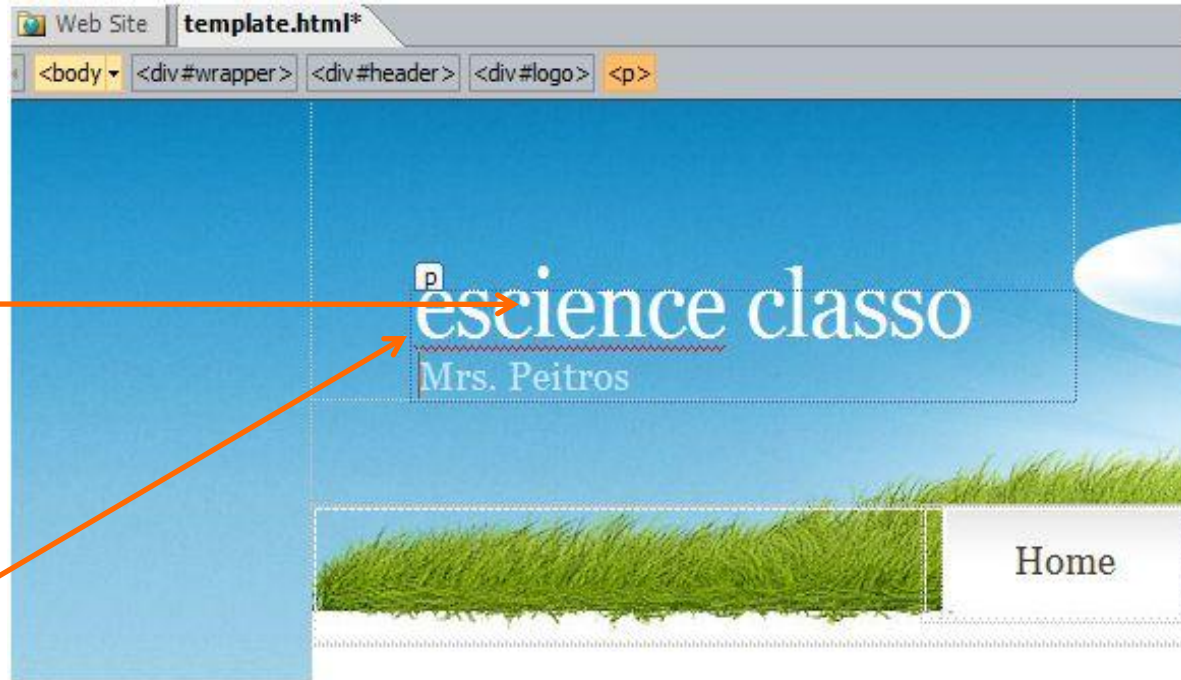 Web Site template.html*
<body <div#wrapper> <div#header> <div#logo> <p>
p
escience classo
Mrs. Peitros
Home